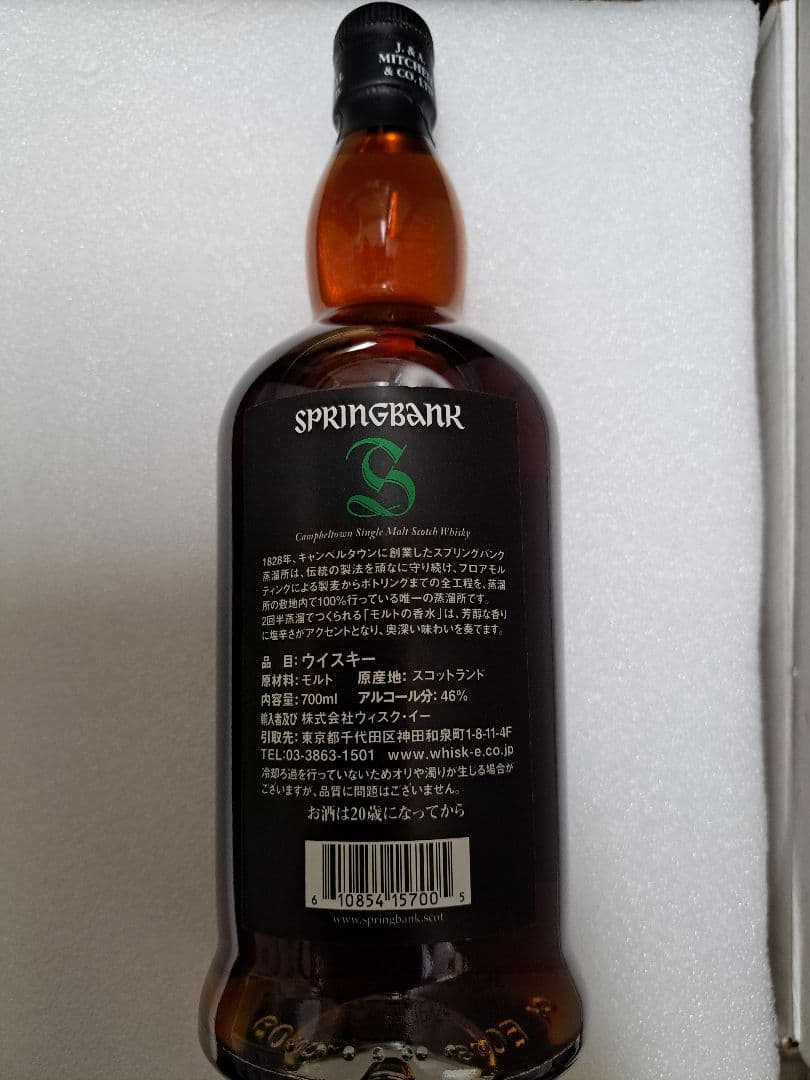 J. & A.
MITCHELL
& CO. LTD
SPRINGBANK
S
Campbeltown Single Malt Scotch Whisky
1828年、キャンベルタウンに創業したスプリングバンク
蒸溜所は、伝統の製法を頑なに守り続け、フロアモル
ティングによる製麦からボトリングまでの全工程を、蒸溜
所の敷地内で100%行っている唯一の蒸溜所です。
2回半蒸溜でつくられる「モルトの香水」は、芳醇な香り
に塩辛さがアクセントとなり、奥深い味わいを奏でます。
品 目：ウイスキー
原材料：モルト 原産地：スコットランド
内容量：700ml アルコール分：46%
輸入者及び 株式会社ウィスク・イー
引取先：東京都千代田区神田和泉町1-8-11-4F
TEL:03-3863-1501 www.whisk-e.co.jp
冷却ろ過を行っていないためオリや濁りが生じる場合が
ございますが、品質に問題はございません。
お酒は20歳になってから
6 10854 15700 5
www.springbank.scot